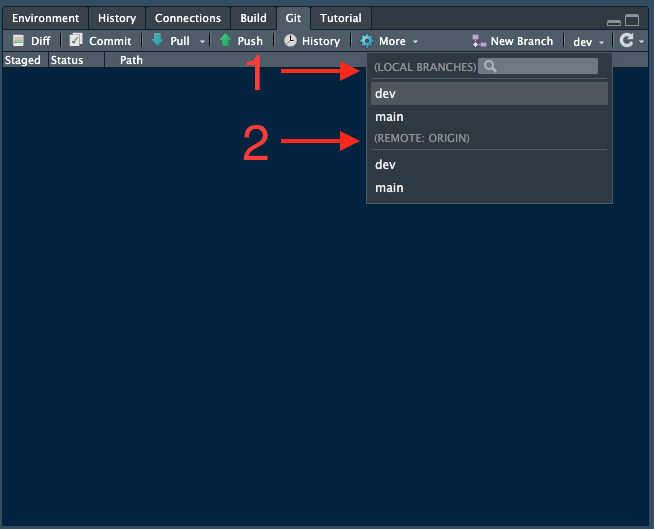 Environment History Connections Build Git Tutorial
Diff Commit Pull Push History More New Branch dev
Staged Status Path
1 (LOCAL BRANCHES)
dev
main
2 (REMOTE: ORIGIN)
dev
main